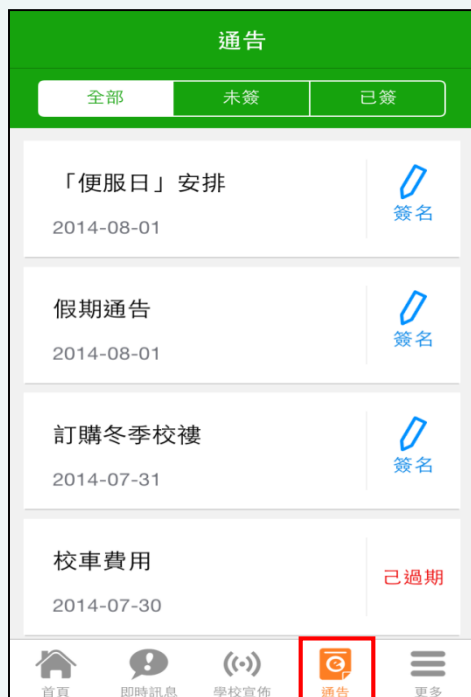 通告
全部 未簽 已簽
「便服日」安排
簽名
2014-08-01
假期通告
簽名
2014-08-01
訂購冬季校褸
簽名
2014-07-31
校車費用
己過期
2014-07-30
首頁 即時訊息 學校宣佈 通告 更多